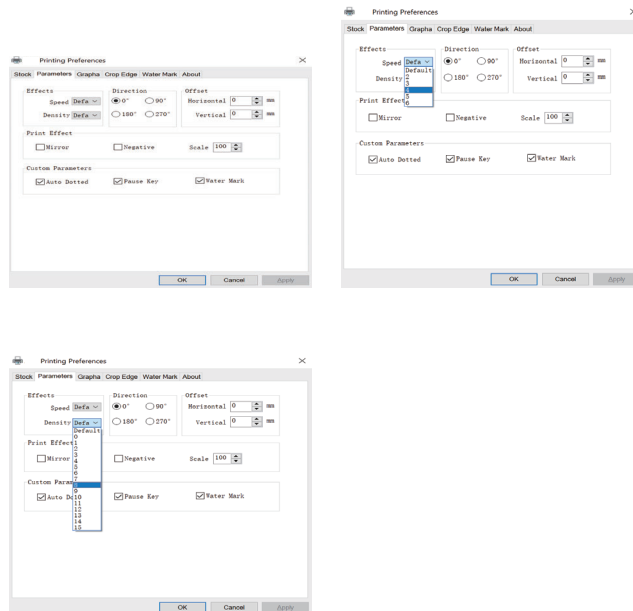 Printing Preferences
Stock Parameters Grapha Crop Edge Water Mark About
Effects Direction Offset
Speed Defa 0° 90° Horizontal 0 mm
Density Defa 180° 270° Vertical 0 mm
Print Effect
Mirror Negative Scale 100
Custom Parameters
Auto Dotted Pause Key Water Mark
OK Cancel Apply
Printing Preferences
Stock Parameters Grapha Crop Edge Water Mark About
Effects Direction Offset
Speed Defa 0° 90° Horizontal 0 mm
Default
Density 2 180° 270° Vertical 0 mm
3
4
5
Print Effect 6
Mirror Negative Scale 100
Custom Parameters
Auto Dotted Pause Key Water Mark
OK Cancel Apply
Printing Preferences
Stock Parameters Grapha Crop Edge Water Mark About
Effects Direction Offset
Speed Defa 0° 90° Horizontal 0 mm
Density Defa 180° 270° Vertical 0 mm
Default
0
Print Effect 1
2
3
Mirror 4 Negative Scale 100
5
6
7
Custom Param 8
9
Auto Do 10 Pause Key Water Mark
11
12
13
14
15
OK Cancel Apply